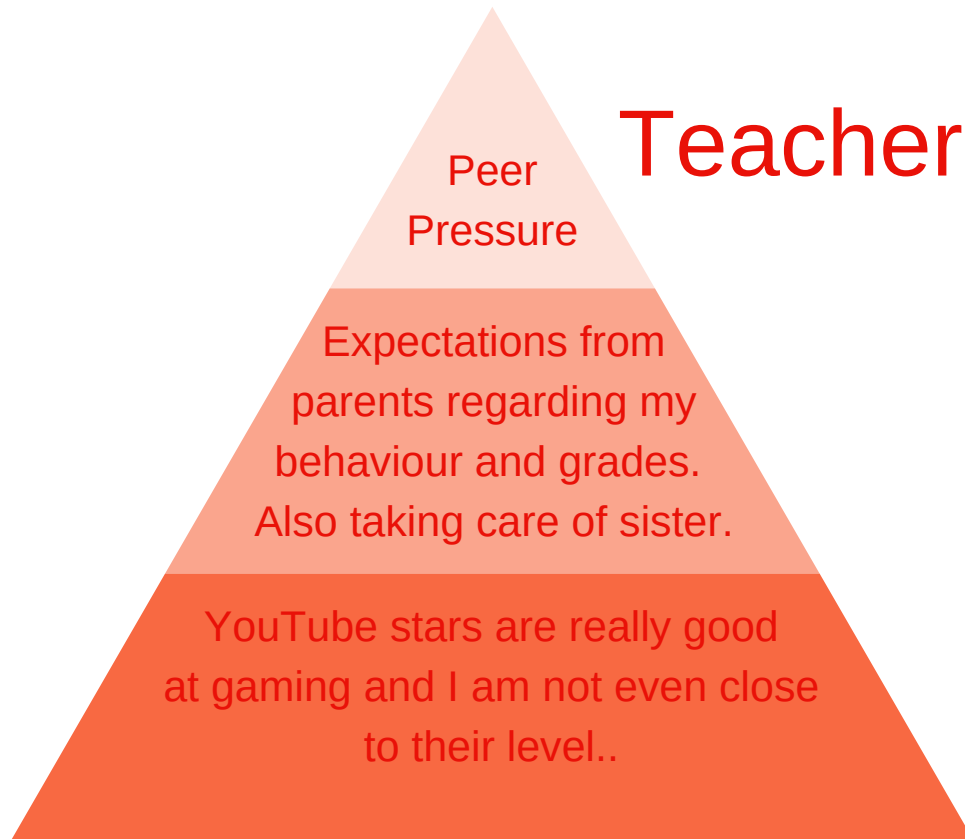 Teacher
Peer
Pressure
Expectations from
parents regarding my
behaviour and grades.
Also taking care of sister.
YouTube stars are really good
at gaming and I am not even close
to their level..